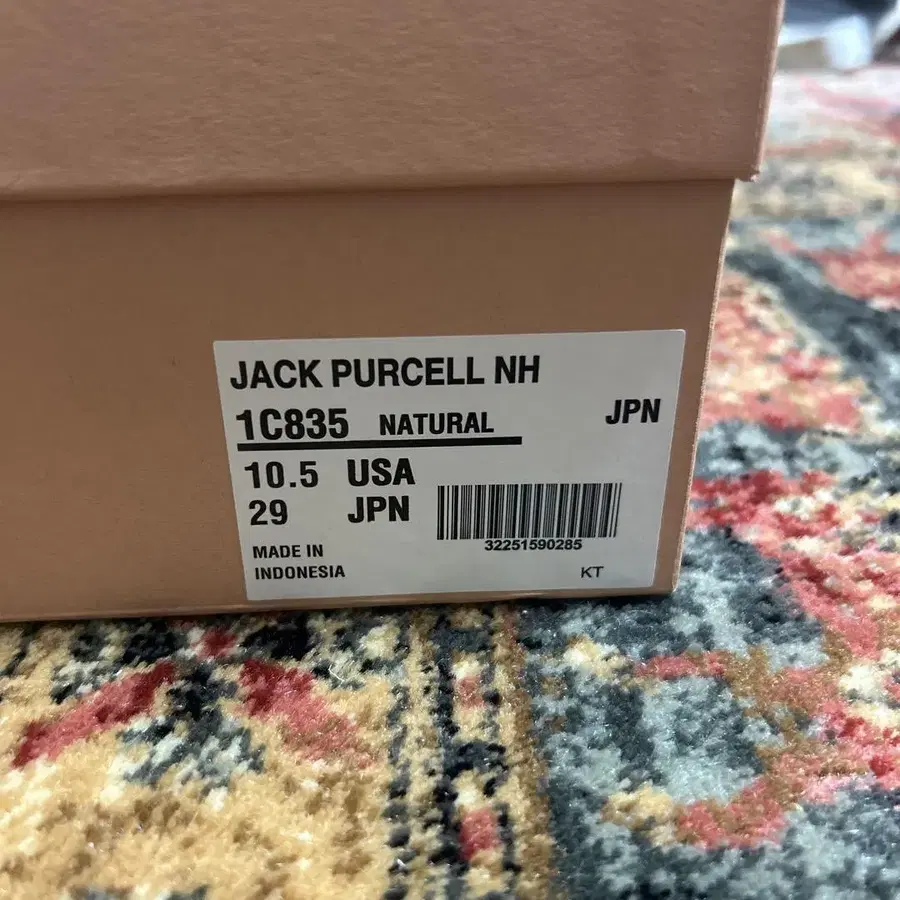 JACK PURCELL NH
1C835 NATURAL JPN
10.5 USA
29 JPN
32251590285
MADE IN
INDONESIA
KT